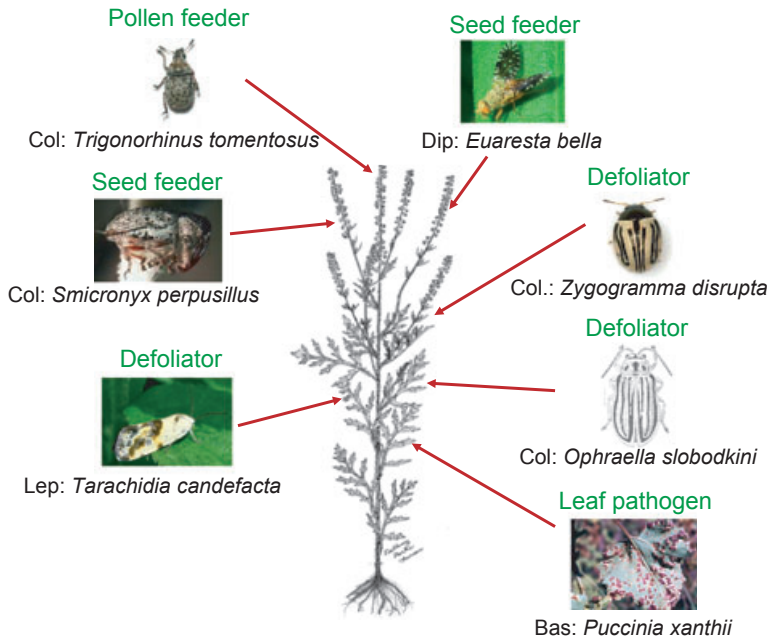 Pollen feeder
Col: Trigonorhinus tomentosus
Seed feeder
Dip: Euaresta bella
Seed feeder
Col: Smicronyx perpusillus
Defoliator
Col.: Zygogramma disrupta
Defoliator
Lep: Tarachidia candefacta
Defoliator
Col: Ophraella slobodkini
Leaf pathogen
Bas: Puccinia xanthii